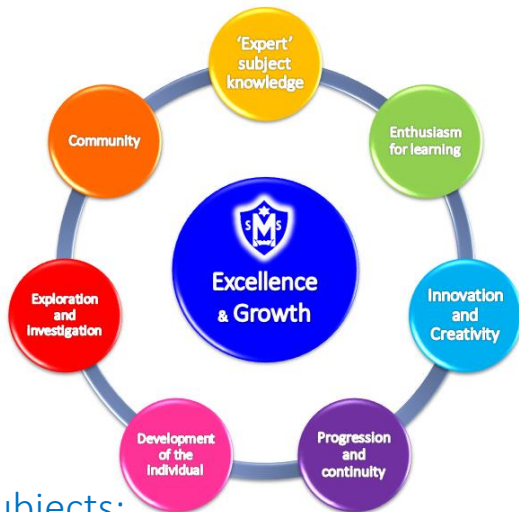 'Expert'
subject
knowledge
Enthusiasm
for learning
Innovation
and
Creativity
Progression
and
continuity
Development
of the
individual
Exploration
and
investigation
Community
S M S
Excellence
& Growth
ubjects: